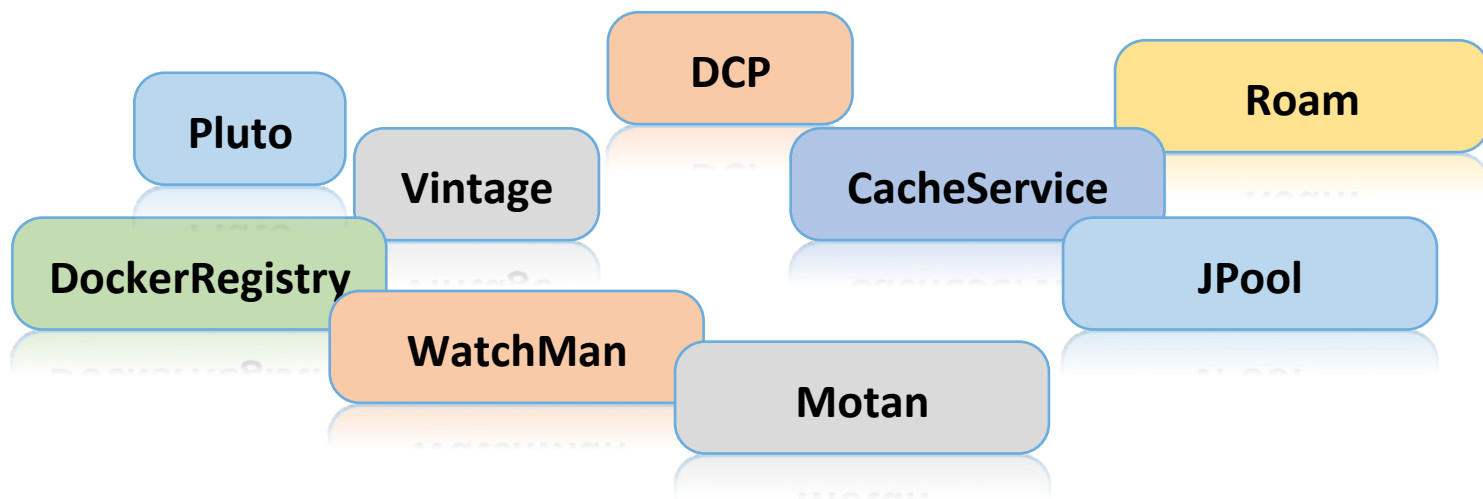 DCP
Roam
Pluto
Vintage
CacheService
DockerRegistry
JPool
WatchMan
Motan